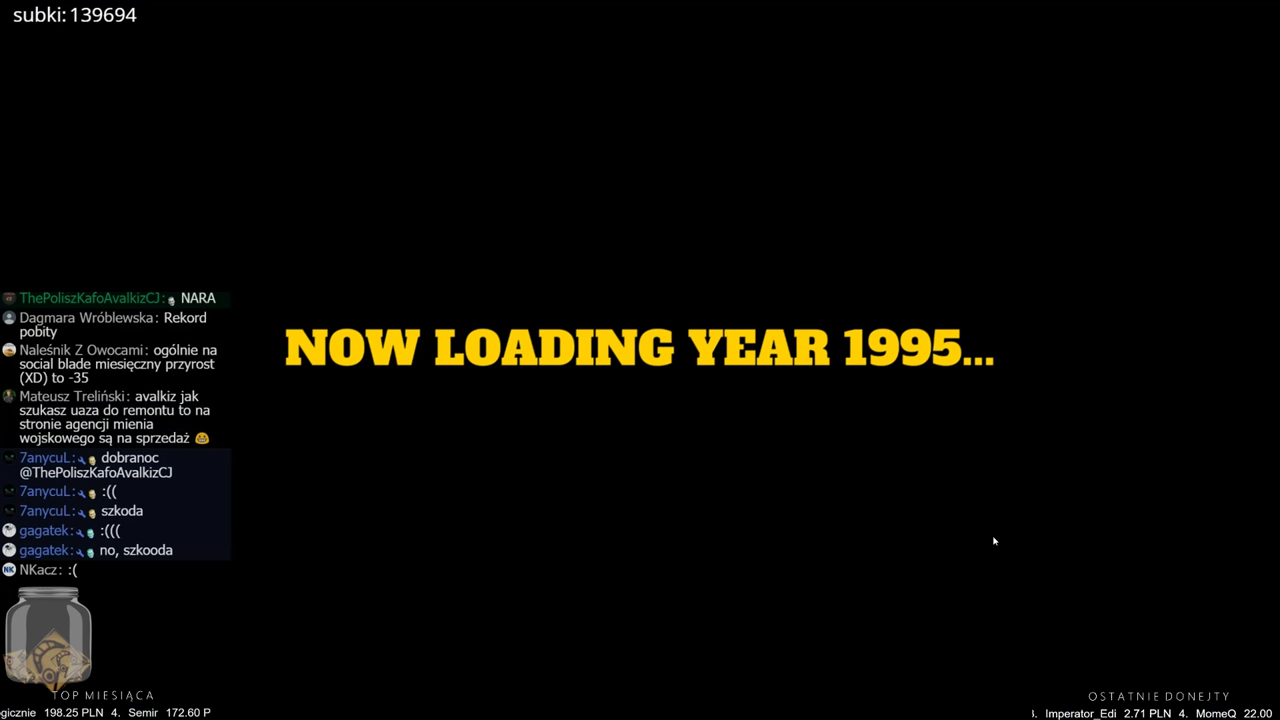 subki: 139694
ThePoliszKafoAvalkizCJ: NARA
Dagmara Wróblewska: Rekord
pobity
Naleśnik Z Owocami: ogólnie na
social blade miesięczny przyrost
(XD) to -35
Mateusz Treliński: avalkiz jak
szukasz uaza do remontu to na
stronie agencji mienia
wojskowego są na sprzedaż 😂
7anycuL: dobranoc
@ThePoliszKafoAvalkizCJ
7anycuL: :((
7anycuL: szkoda
gagatek: :(((
gagatek: no, szkooda
NK
NKacz: :(
NOW LOADING YEAR 1995...
TOP MIESIĄCA
ogicznie 198.25 PLN 4. Semir 172.60 P
OSTATNIE DONEJTY
Imperator_Edi 2.71 PLN 4. MomeQ 22.00